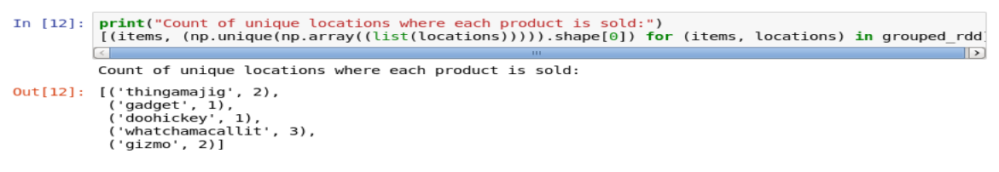 In [12]: print("Count of unique locations where each product is sold:")
[(items, (np.unique(np.array((list(locations))))).shape[0]) for (items, locations) in grouped_rdd]
Count of unique locations where each product is sold:
Out[12]: [('thingamajig', 2),
('gadget', 1),
('doohickey', 1),
('whatchamacallit', 3),
('gizmo', 2)]